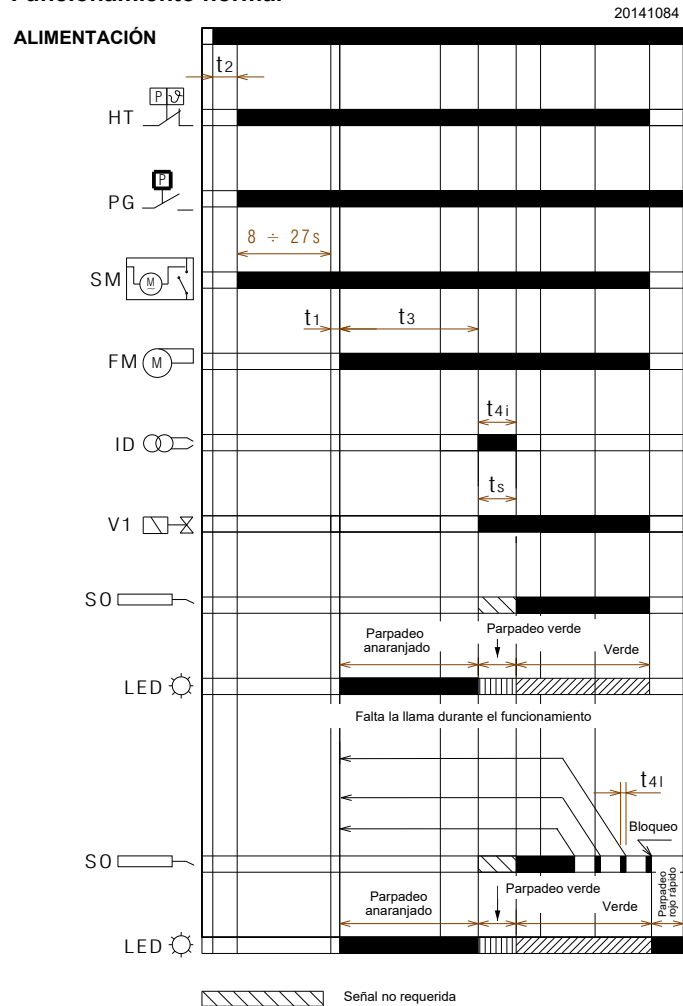 20141084
ALIMENTACIÓN
t2
P
HT
P
PG
8 ÷ 27s
SM
M
t1
t3
FM
M
t4i
ID
ts
V1
SO
Parpadeo anaranjado
Parpadeo verde
Verde
LED
Falta la llama durante el funcionamiento
t4l
Bloqueo
SO
Parpadeo anaranjado
Parpadeo verde
Verde
Parpadeo rojo rápido
LED
Señal no requerida